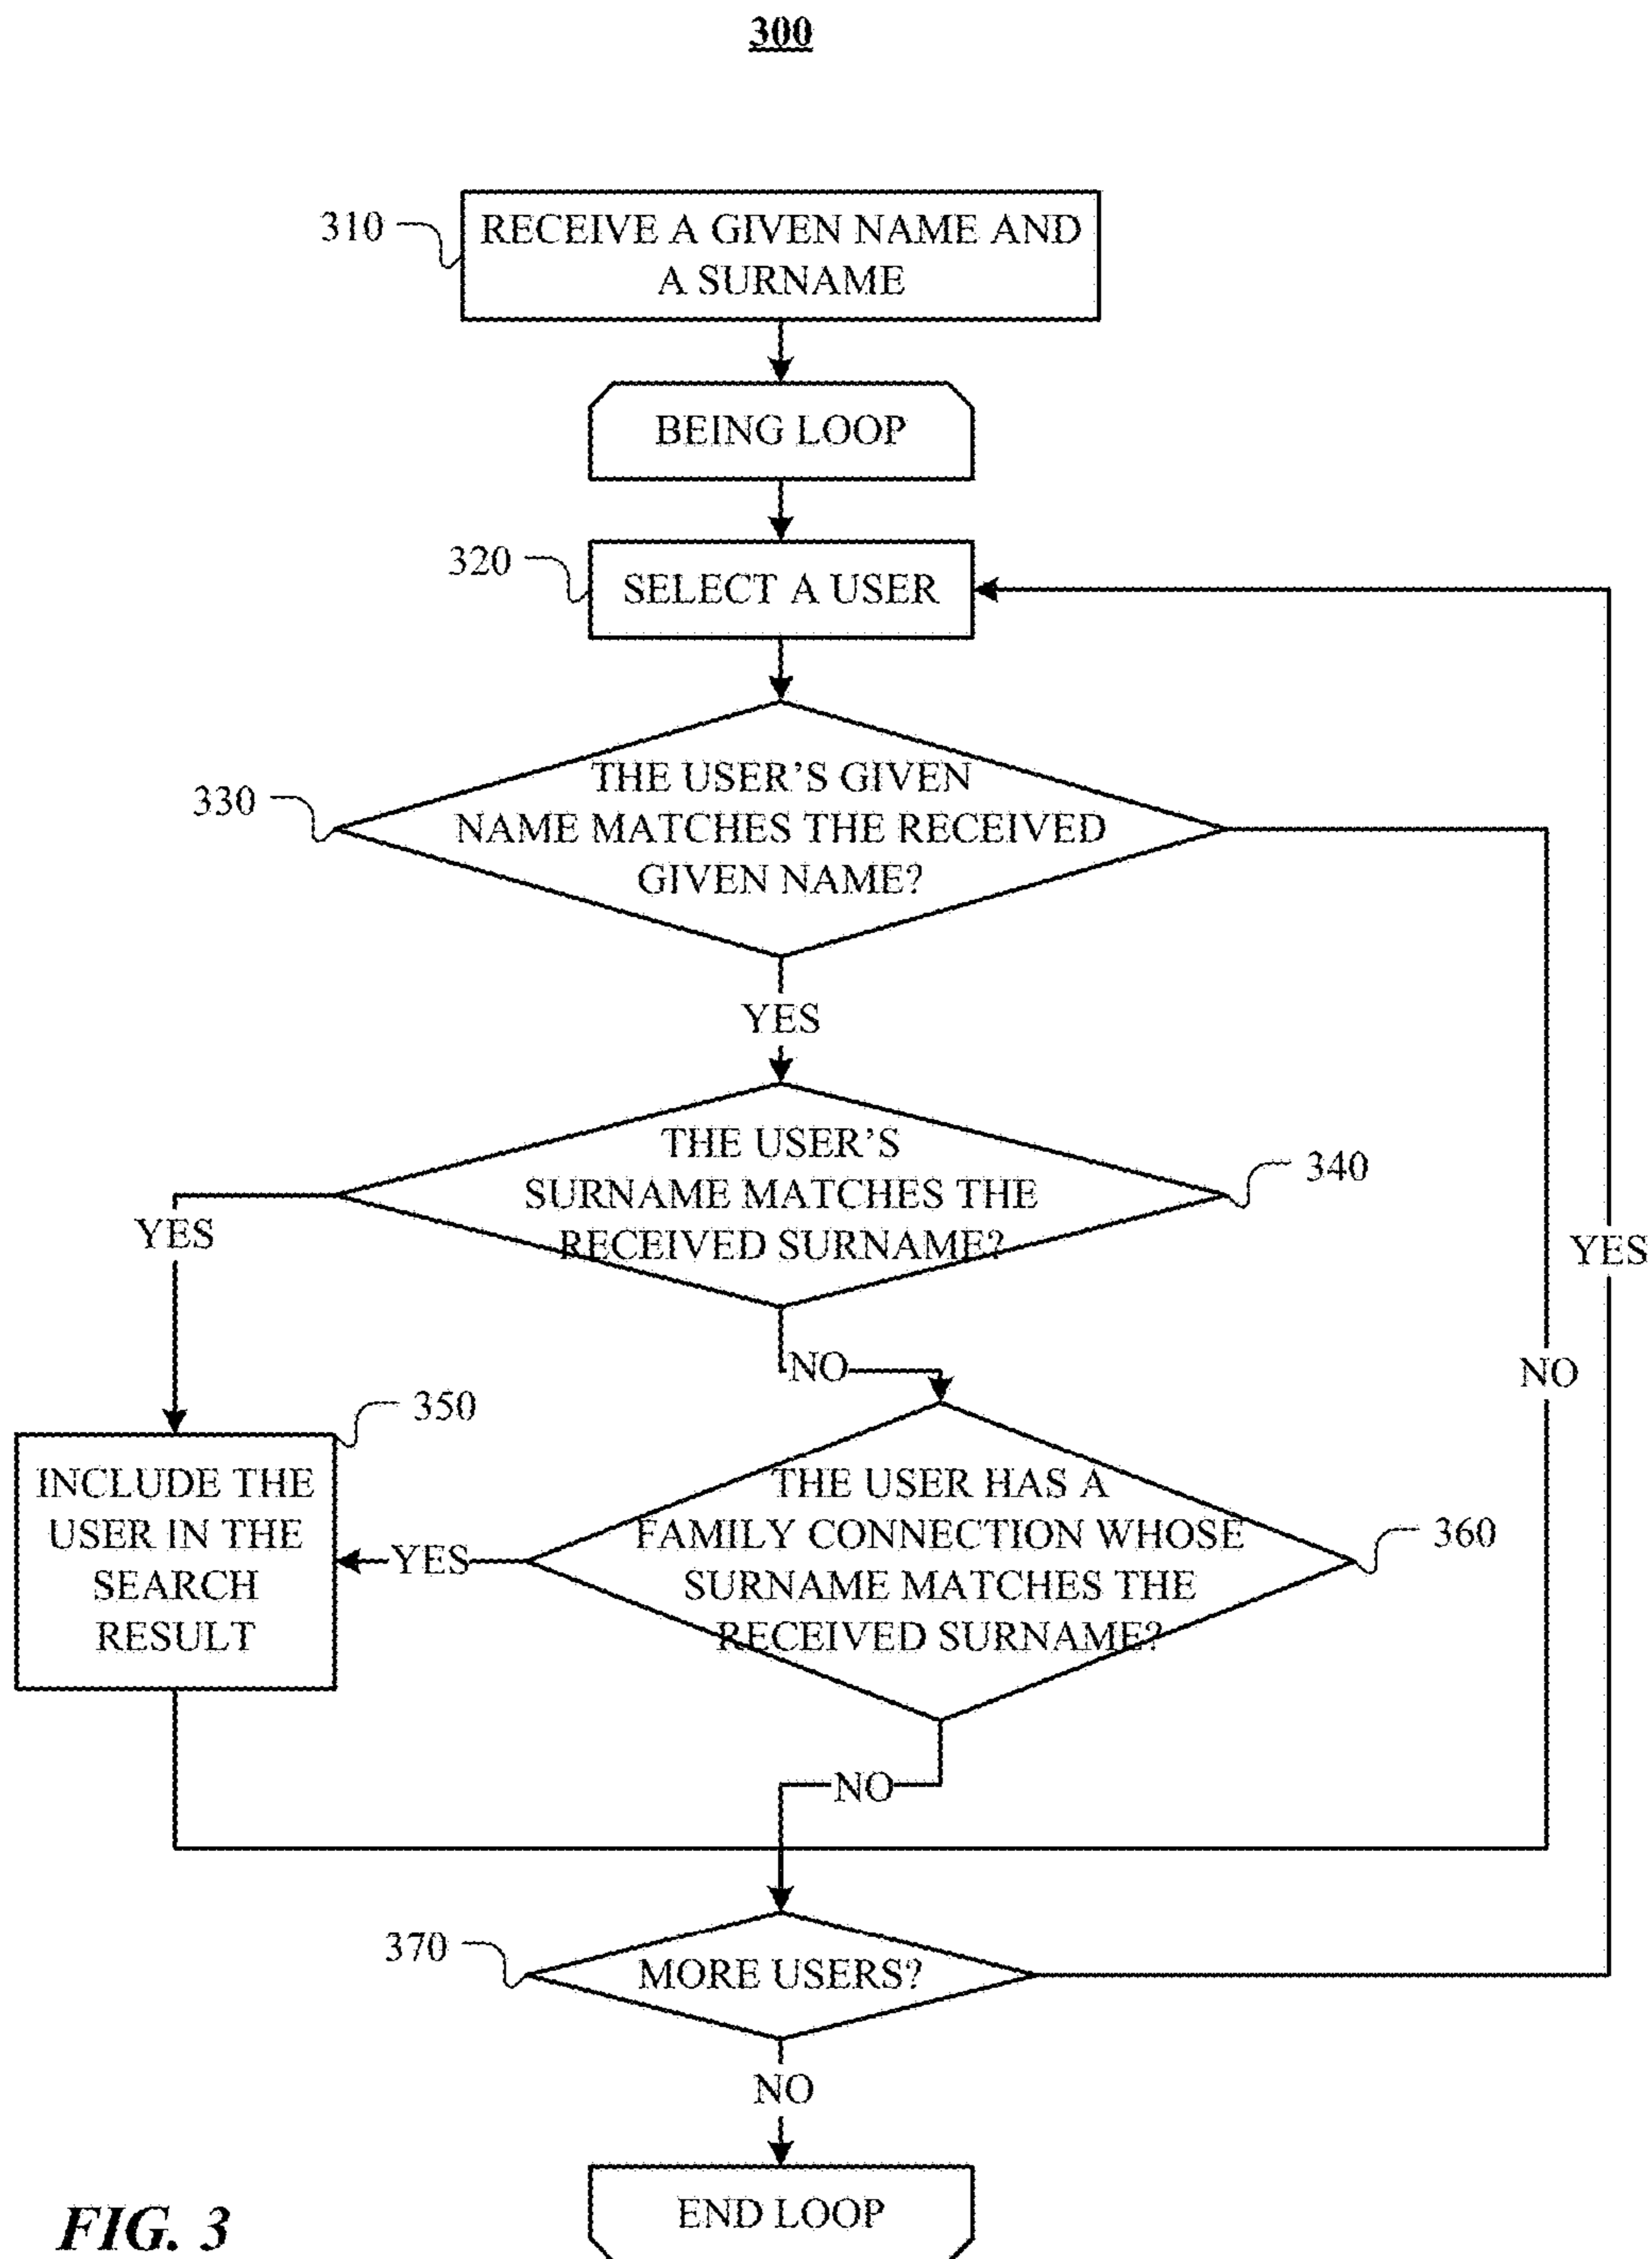 300
310
RECEIVE A GIVEN NAME AND
A SURNAME
BEING LOOP
320
SELECT A USER
330
THE USER'S GIVEN
NAME MATCHES THE RECEIVED
GIVEN NAME?
YES
THE USER'S
SURNAME MATCHES THE
RECEIVED SURNAME?
340
YES
YES
NO
NO
350
INCLUDE THE
USER IN THE
SEARCH
RESULT
YES
THE USER HAS A
FAMILY CONNECTION WHOSE
SURNAME MATCHES THE
RECEIVED SURNAME?
360
NO
370
MORE USERS?
NO
END LOOP
FIG. 3